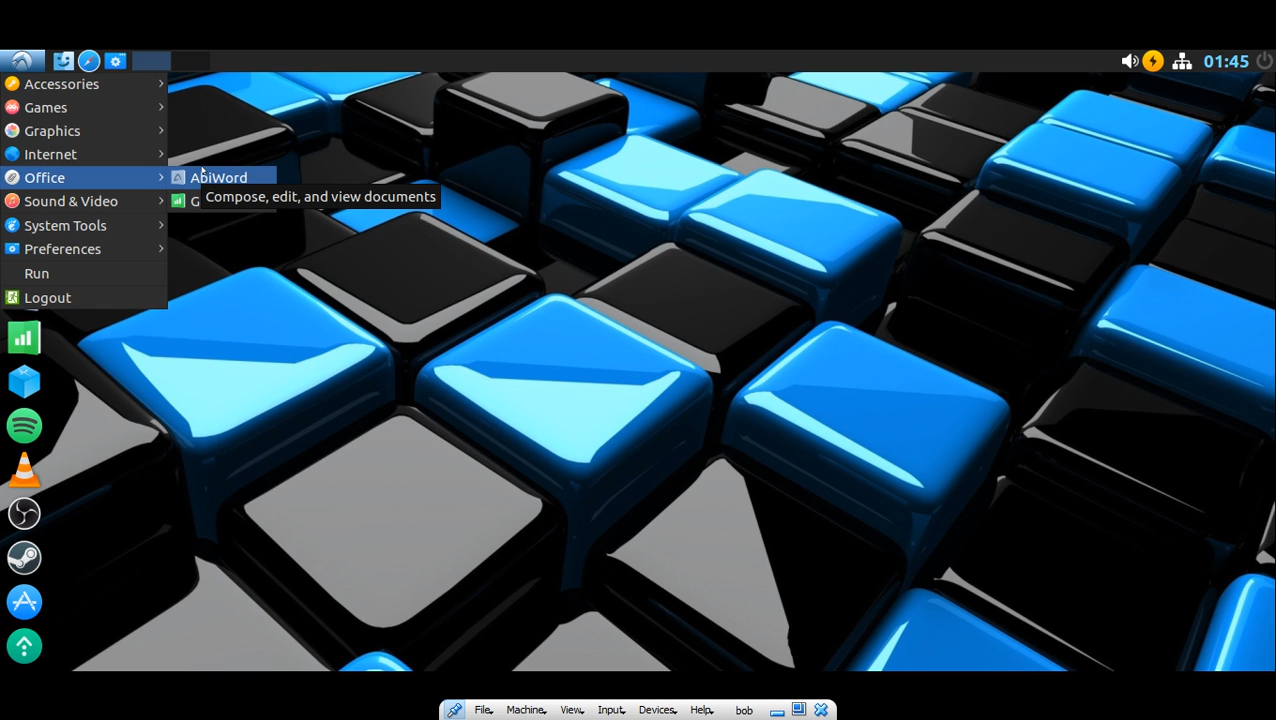 01:45
Accessories
Games
Graphics
Internet
Office
AbiWord
Compose, edit, and view documents
Sound & Video
G
System Tools
Preferences
Run
Logout
File
Machine
View
Input
Devices
Help
bob